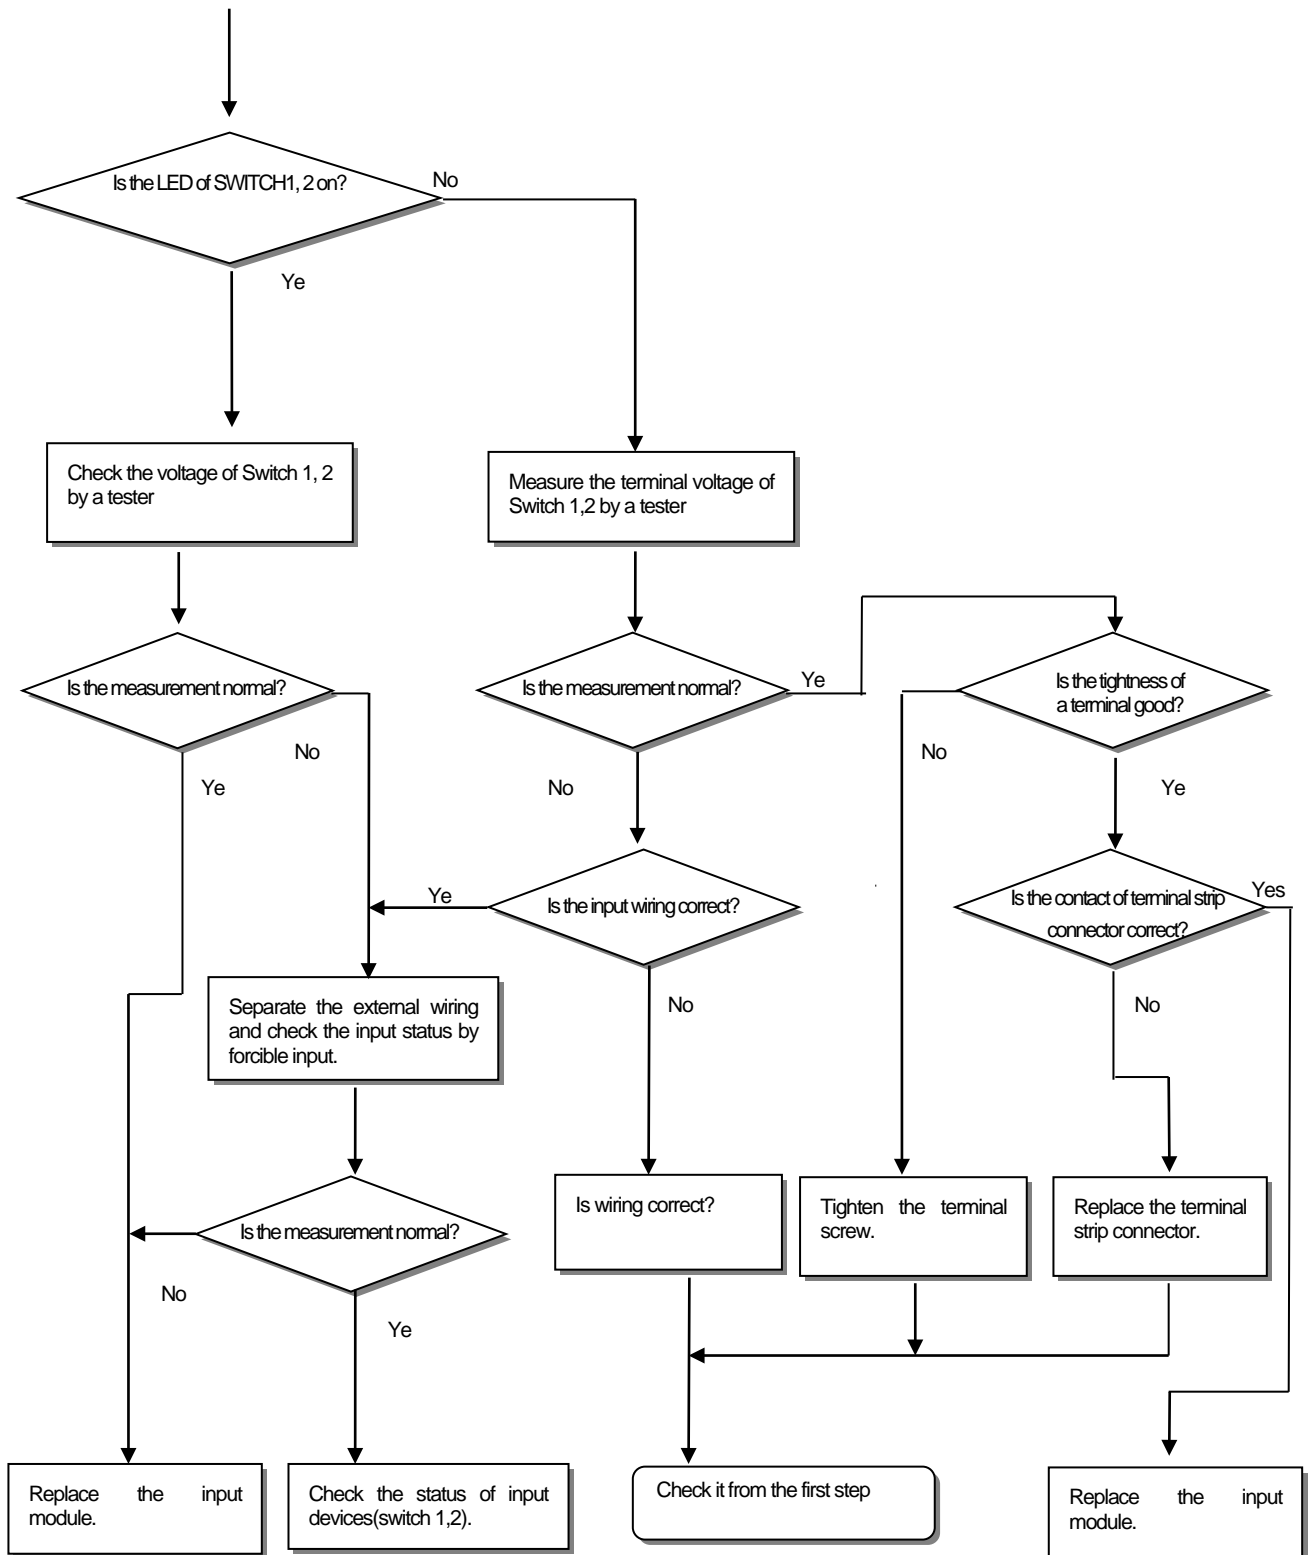 Is the LED of SWITCH1, 2 on?
No
Ye
Check the voltage of Switch 1, 2
by a tester
Measure the terminal voltage of
Switch 1,2 by a tester
Is the measurement normal?
No
Ye
Is the measurement normal?
Ye
No
Is the tightness of
a terminal good?
No
Ye
Ye
Is the input wiring correct?
No
Is the contact of terminal strip
connector correct?
Yes
No
Separate the external wiring
and check the input status by
forcible input.
Is the measurement normal?
No
Ye
Is wiring correct?
Tighten the terminal
screw.
Replace the terminal
strip connector.
Replace the input
module.
Check the status of input
devices(switch 1,2).
Check it from the first step
Replace the input
module.